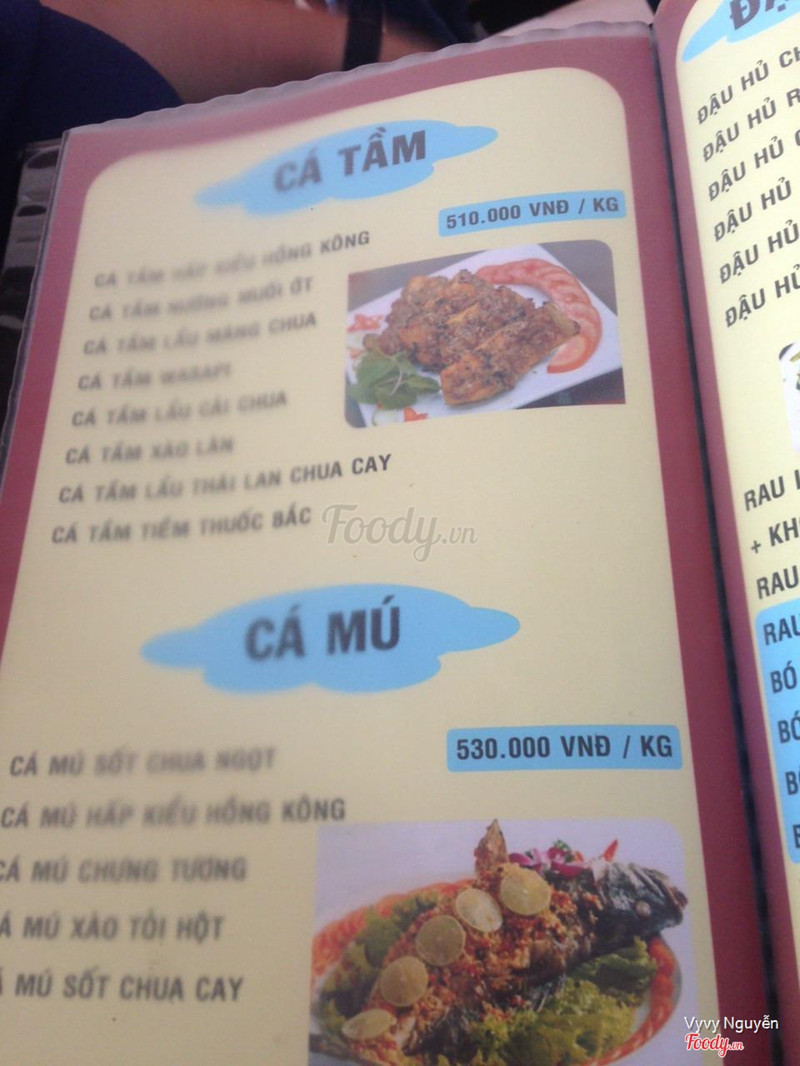 CÁ TẦM
510.000 VNĐ / KG
CÁ TẦM HẤP KIỂU HỒNG KÔNG
CÁ TẦM NƯỚNG MUỐI ỚT
CÁ TẦM LẨU MĂNG CHUA
CÁ TẦM WASAPI
CÁ TẦM LẨU CẢI CHUA
CÁ TẦM XÀO LĂN
CÁ TẦM LẨU THÁI LAN CHUA CAY
CÁ TẦM TIỀM THUỐC BẮC
Foody.vn
CÁ MÚ
530.000 VNĐ / KG
CÁ MÚ SỐT CHUA NGỌT
CÁ MÚ HẤP KIỂU HỒNG KÔNG
CÁ MÚ CHƯNG TƯƠNG
MÚ XÀO TỎI HỘT
MÚ SỐT CHUA CAY
ĐẬU HỦ
ĐẬU HỦ
ĐẬU HỦ
ĐẬU HỦ
ĐẬU HỦ
ĐẬU HỦ
RAU
+
RAU
RAU
BÓ
Vyvy Nguyễn
Foody.vn